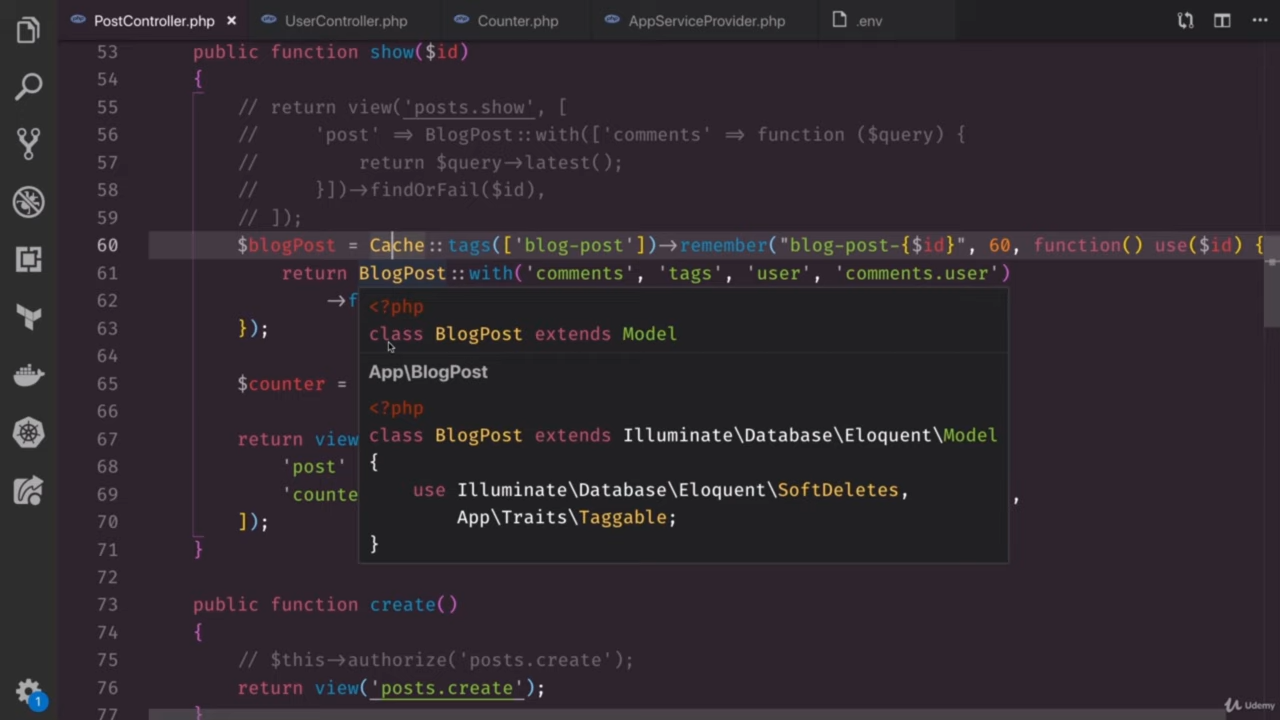 PostController.php × UserController.php Counter.php AppServiceProvider.php .env
53 public function show($id)
54 {
55 // return view('posts.show', [
56 // 'post' => BlogPost::with(['comments' => function ($query) {
57 // return $query->latest();
58 // }])->findOrFail($id),
59 // ]);
60 $blogPost = Cache::tags(['blog-post'])->remember("blog-post-{$id}", 60, function() use($id) {
61 return BlogPost::with('comments', 'tags', 'user', 'comments.user')
62 ->f
<?php
63 });
class BlogPost extends Model
64
App\BlogPost
65 $counter =
<?php
66
class BlogPost extends Illuminate\Database\Eloquent\Model
67 return view
{
68 'post'
use Illuminate\Database\Eloquent\SoftDeletes,
69 'counte ,
App\Traits\Taggable;
70 ]);
}
71 }
72
73 public function create()
74 {
75 // $this->authorize('posts.create');
76 return view('posts.create');
77 }
1
Udemy